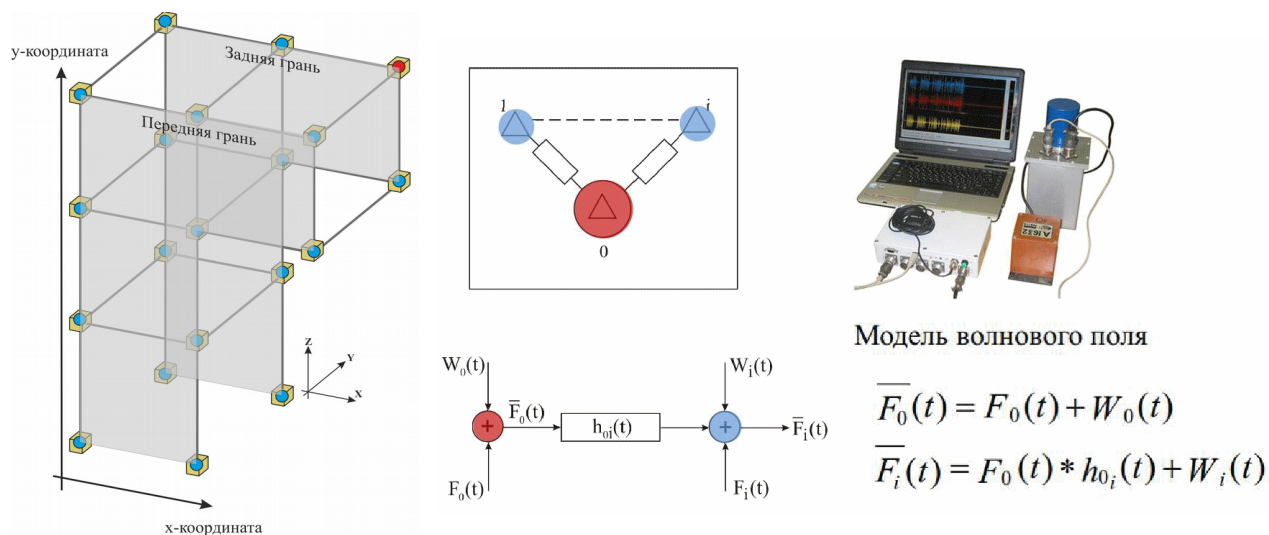 y-координата
Задняя грань
Передняя грань
Z
Y
X
x-координата
1
i
0
W₀(t)
Wᵢ(t)
F̅₀(t)
h₀ᵢ(t)
F̅ᵢ(t)
F₀(t)
Fᵢ(t)
A1632
Модель волнового поля
F̅₀(t) = F₀(t) + W₀(t)
F̅ᵢ(t) = F₀(t) * h₀ᵢ(t) + Wᵢ(t)